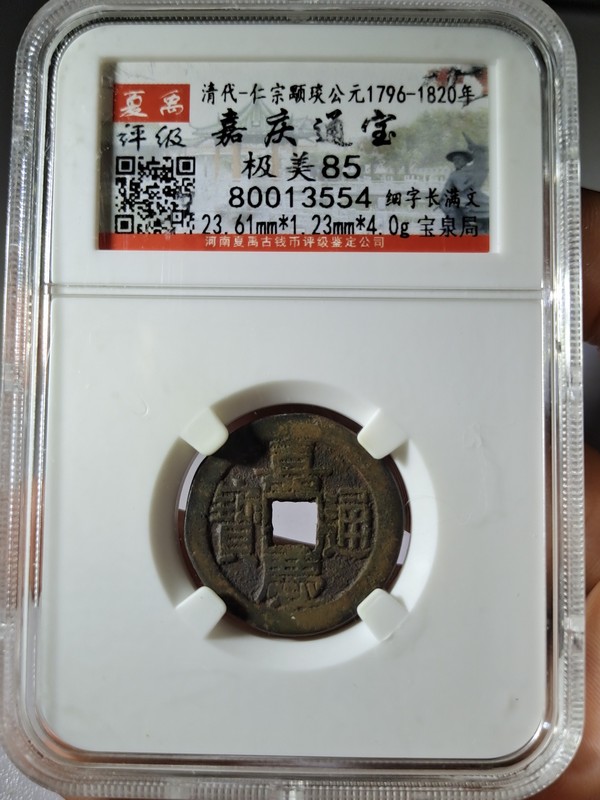 夏禹
评级
清代-仁宗颙琰公元1796-1820年
嘉庆通宝
极美85
80013554 细字长满文
23.61mm*1.23mm*4.0g 宝泉局
河南夏禹古钱币评级鉴定公司
嘉慶通寶